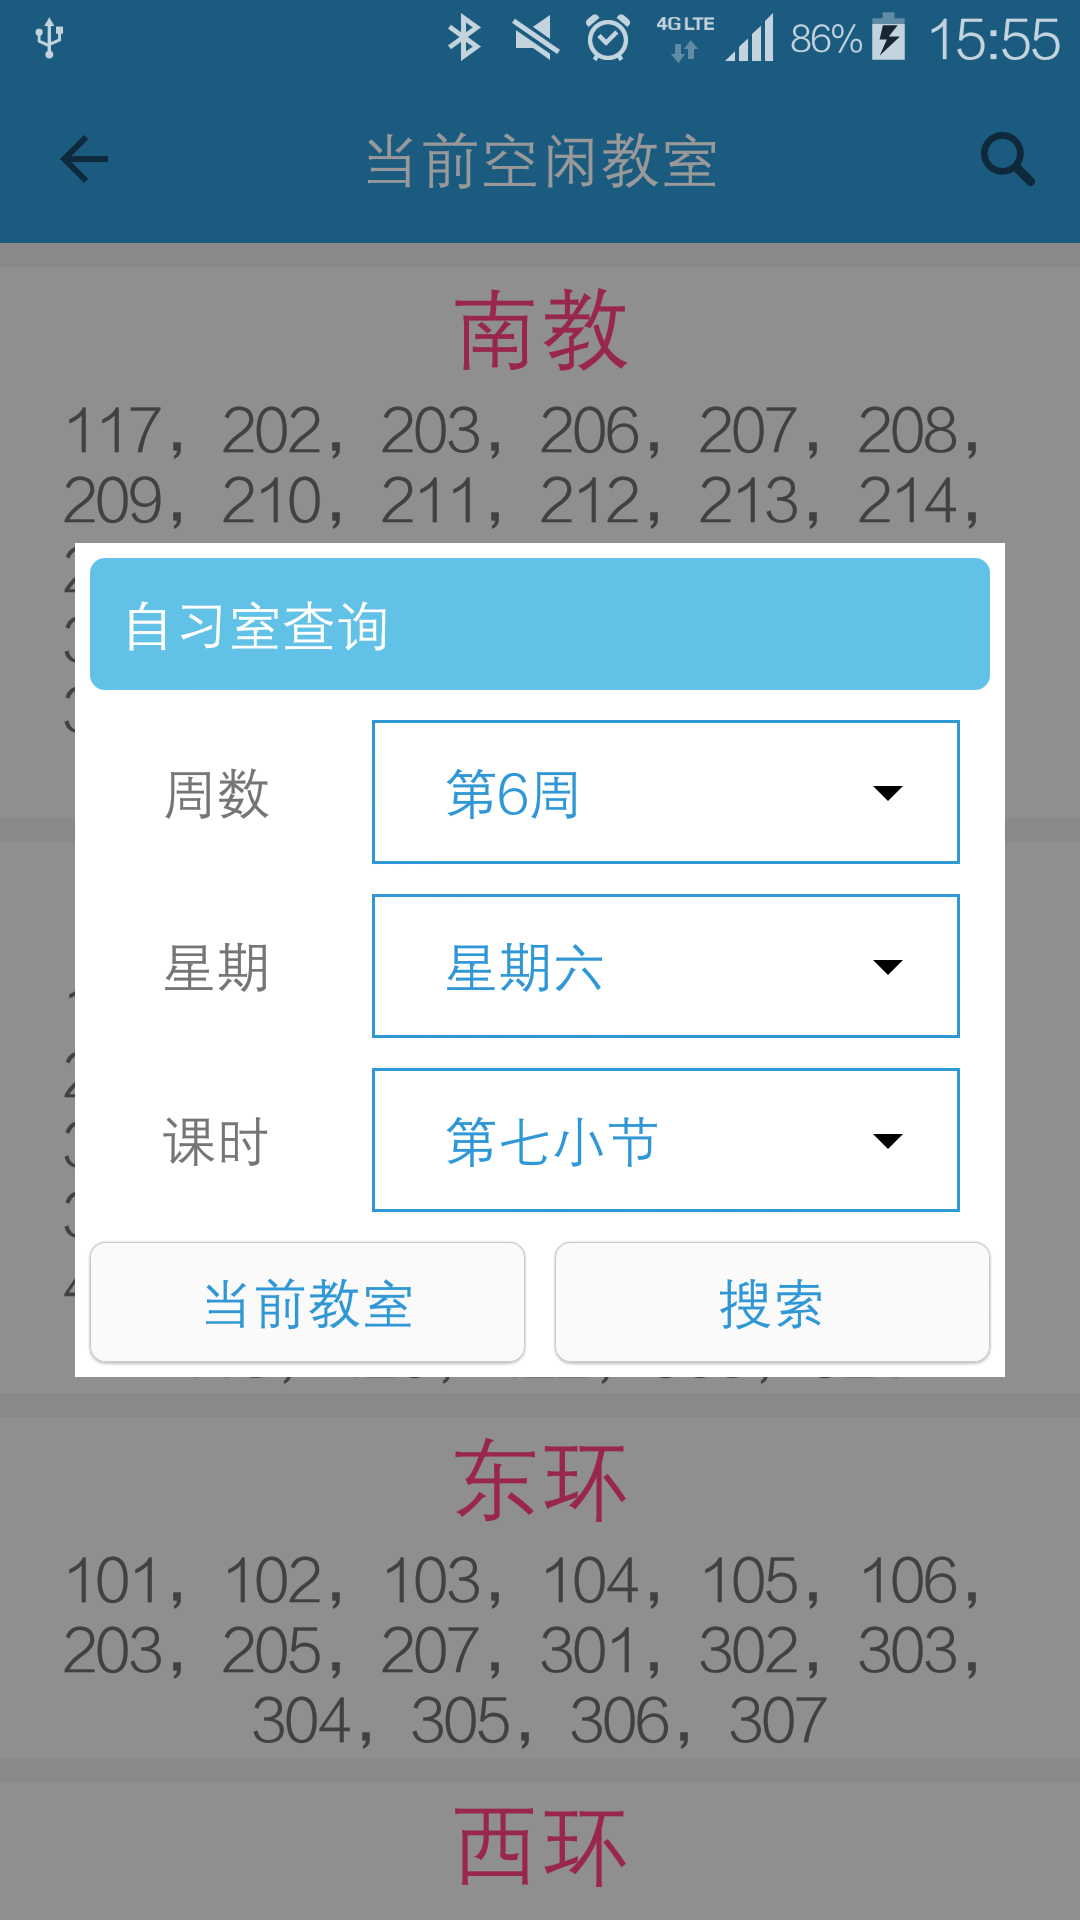 4G LTE 86% 15:55
当前空闲教室
南教
117，202，203，206，207，208，
209，210，211，212，213，214，
自习室查询
周数 第6周
星期 星期六
课时 第七小节
当前教室 搜索
东环
101，102，103，104，105，106，
203，205，207，301，302，303，
304，305，306，307
西环